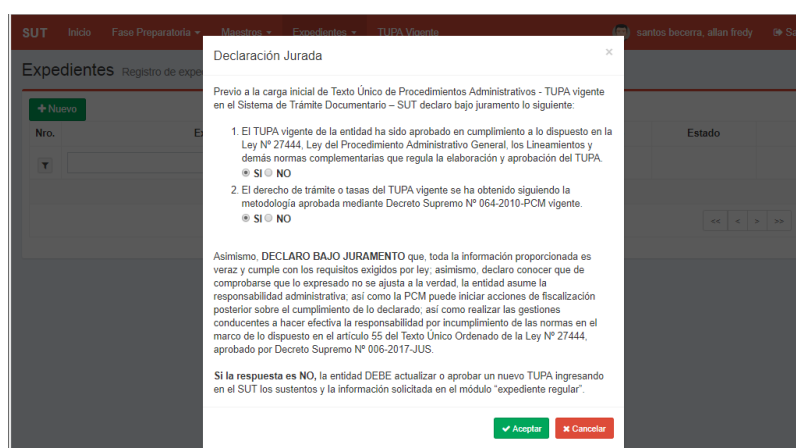 SUT Inicio Fase Preparatoria Maestros Expedientes TUPA Vigente santos becerra, allan fredy Sa
Expedientes Registro de expe
Declaración Jurada ×
Previo a la carga inicial de Texto Único de Procedimientos Administrativos - TUPA vigente
en el Sistema de Trámite Documentario – SUT declaro bajo juramento lo siguiente:
+ Nuevo
Nro. E Estado
1. El TUPA vigente de la entidad ha sido aprobado en cumplimiento a lo dispuesto en la
Ley Nº 27444, Ley del Procedimiento Administrativo General, los Lineamientos y
demás normas complementarias que regula la elaboración y aprobación del TUPA.
SI NO
2. El derecho de trámite o tasas del TUPA vigente se ha obtenido siguiendo la
metodología aprobada mediante Decreto Supremo Nº 064-2010-PCM vigente.
SI NO
<< < > >>
Asimismo, DECLARO BAJO JURAMENTO que, toda la información proporcionada es
veraz y cumple con los requisitos exigidos por ley; asimismo, declaro conocer que de
comprobarse que lo expresado no se ajusta a la verdad, la entidad asume la
responsabilidad administrativa; así como la PCM puede iniciar acciones de fiscalización
posterior sobre el cumplimiento de lo declarado; así como realizar las gestiones
conducentes a hacer efectiva la responsabilidad por incumplimiento de las normas en el
marco de lo dispuesto en el artículo 55 del Texto Único Ordenado de la Ley Nº 27444,
aprobado por Decreto Supremo Nº 006-2017-JUS.
Si la respuesta es NO, la entidad DEBE actualizar o aprobar un nuevo TUPA ingresando
en el SUT los sustentos y la información solicitada en el módulo “expediente regular”.
Aceptar Cancelar